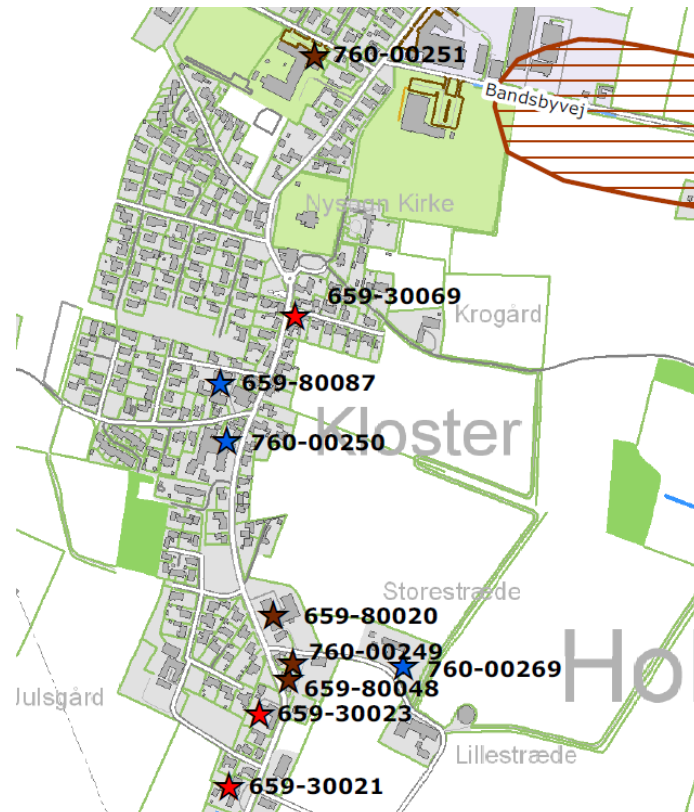 760-00251
Bandsbyvej
Nysogn Kirke
659-30069
Krogård
659-80087
Kloster
760-00250
Storestræde
659-80020
760-00249
760-00269
Hol
659-80048
Julsgård
659-30023
Lillestræde
659-30021